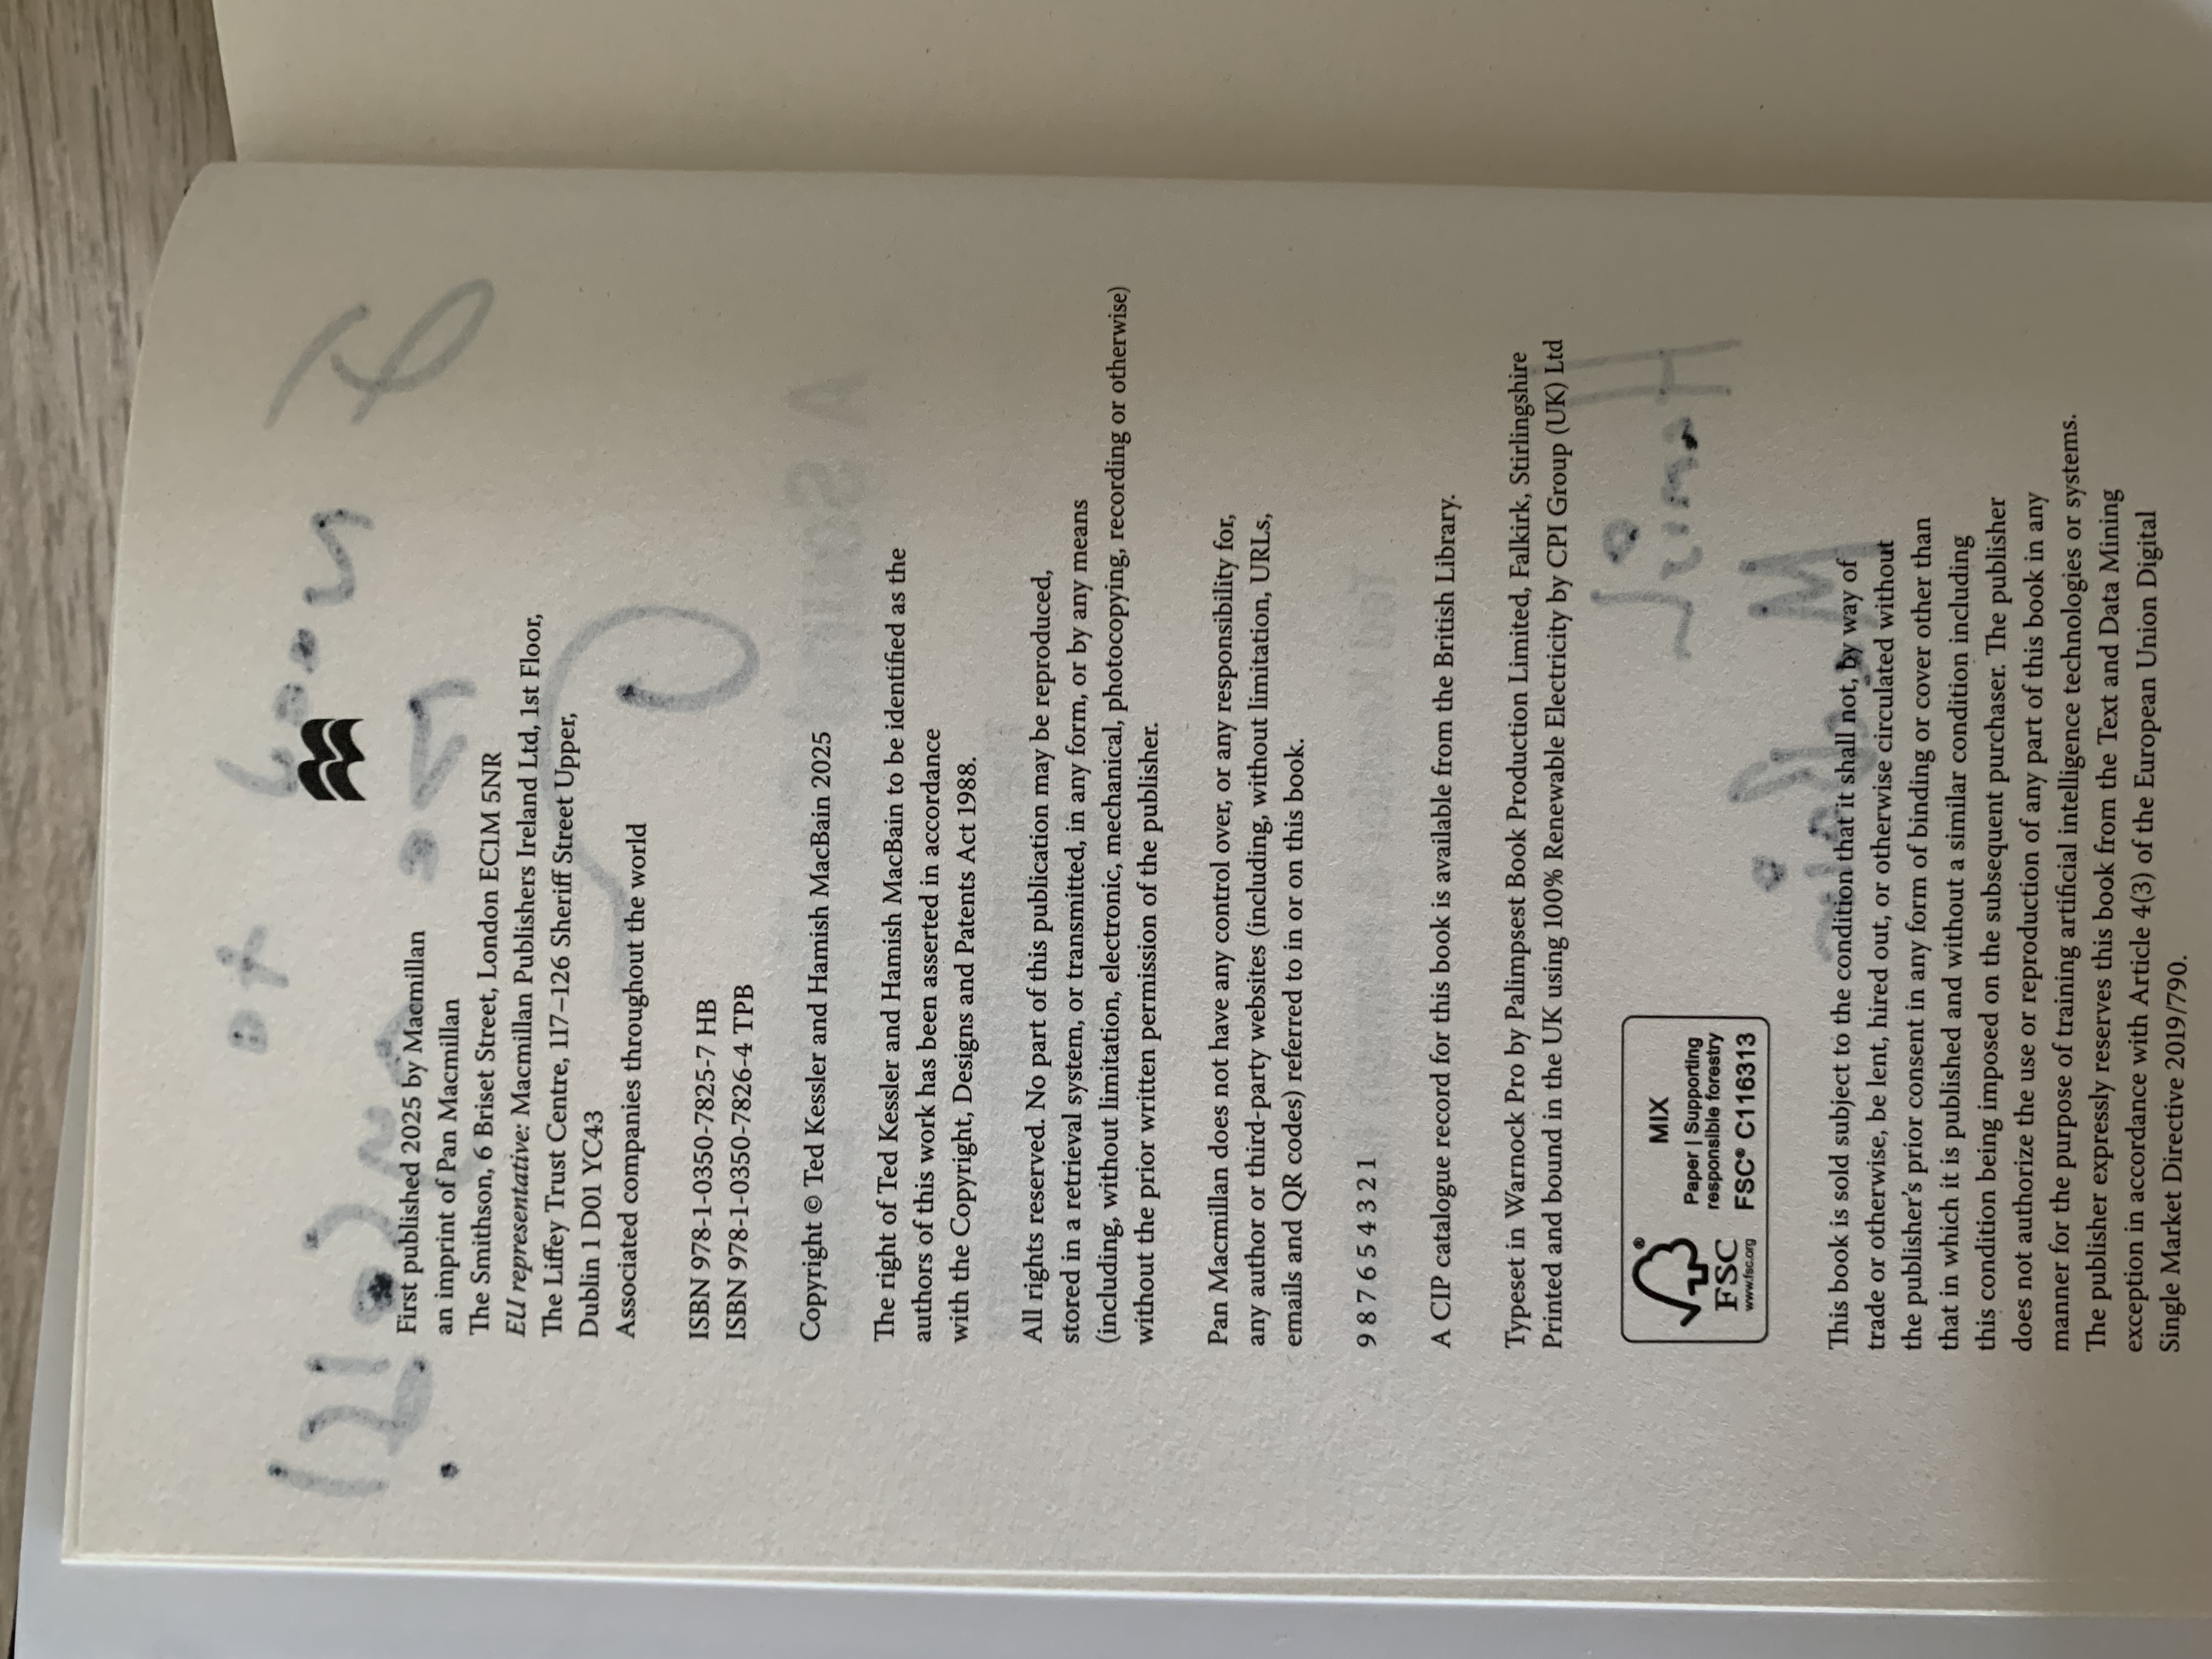 First published 2025 by Macmillan
an imprint of Pan Macmillan
The Smithson, 6 Briset Street, London EC1M 5NR
EU representative: Macmillan Publishers Ireland Ltd, 1st Floor,
The Liffey Trust Centre, 117–126 Sheriff Street Upper,
Dublin 1 D01 YC43
Associated companies throughout the world
ISBN 978-1-0350-7825-7 HB
ISBN 978-1-0350-7826-4 TPB
Copyright © Ted Kessler and Hamish MacBain 2025
The right of Ted Kessler and Hamish MacBain to be identified as the
authors of this work has been asserted in accordance
with the Copyright, Designs and Patents Act 1988.
All rights reserved. No part of this publication may be reproduced,
stored in a retrieval system, or transmitted, in any form, or by any means
(including, without limitation, electronic, mechanical, photocopying, recording or otherwise)
without the prior written permission of the publisher.
Pan Macmillan does not have any control over, or any responsibility for,
any author or third-party websites (including, without limitation, URLs,
emails and QR codes) referred to in or on this book.
9 8 7 6 5 4 3 2 1
A CIP catalogue record for this book is available from the British Library.
Typeset in Warnock Pro by Palimpsest Book Production Limited, Falkirk, Stirlingshire
Printed and bound in the UK using 100% Renewable Electricity by CPI Group (UK) Ltd
FSC®
www.fsc.org
MIX
Paper | Supporting
responsible forestry
FSC® C116313
This book is sold subject to the condition that it shall not, by way of
trade or otherwise, be lent, hired out, or otherwise circulated without
the publisher's prior consent in any form of binding or cover other than
that in which it is published and without a similar condition including
this condition being imposed on the subsequent purchaser. The publisher
does not authorize the use or reproduction of any part of this book in any
manner for the purpose of training artificial intelligence technologies or systems.
The publisher expressly reserves this book from the Text and Data Mining
exception in accordance with Article 4(3) of the European Union Digital
Single Market Directive 2019/790.